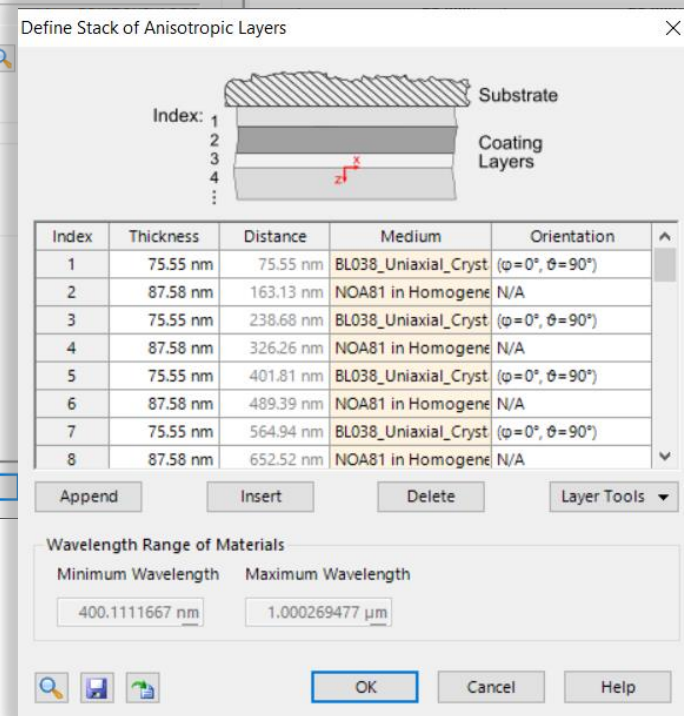 Define Stack of Anisotropic Layers
Substrate
Index: 1
2
3
4
⋮
Coating
Layers
x
z
Index Thickness Distance Medium Orientation
1 75.55 nm 75.55 nm BL038_Uniaxial_Cryst (φ=0°, ϑ=90°)
2 87.58 nm 163.13 nm NOA81 in Homogene N/A
3 75.55 nm 238.68 nm BL038_Uniaxial_Cryst (φ=0°, ϑ=90°)
4 87.58 nm 326.26 nm NOA81 in Homogene N/A
5 75.55 nm 401.81 nm BL038_Uniaxial_Cryst (φ=0°, ϑ=90°)
6 87.58 nm 489.39 nm NOA81 in Homogene N/A
7 75.55 nm 564.94 nm BL038_Uniaxial_Cryst (φ=0°, ϑ=90°)
8 87.58 nm 652.52 nm NOA81 in Homogene N/A
Append Insert Delete Layer Tools
Wavelength Range of Materials
Minimum Wavelength Maximum Wavelength
400.1111667 nm 1.000269477 µm
OK Cancel Help